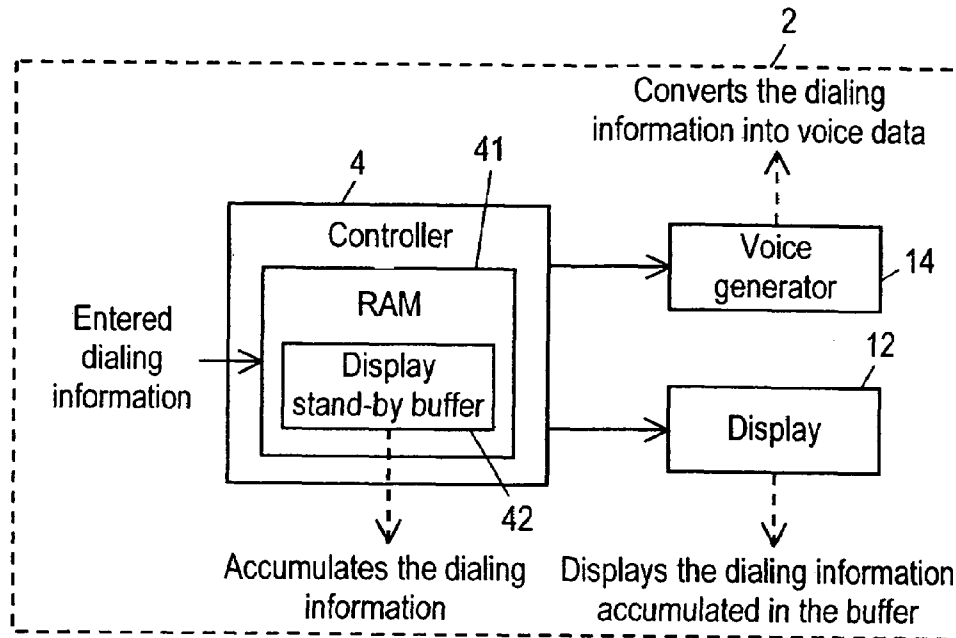 2
Converts the dialing
information into voice data
4
41
Controller
Voice
generator
14
RAM
Entered
dialing
information
Display
stand-by buffer
12
Display
42
Accumulates the dialing
information
Displays the dialing information
accumulated in the buffer